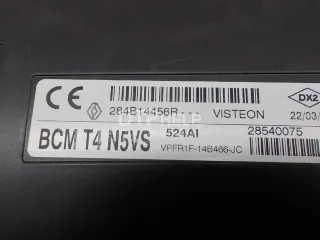 CE DX2
284B14456R VISTEON 22/03/
BCM T4 N5VS 524AI 28540075
VPFR1F-14B466-JC